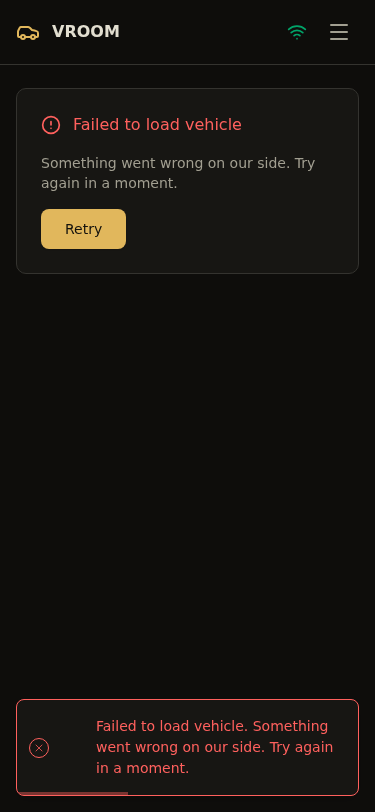 VROOM
Failed to load vehicle
Something went wrong on our side. Try
again in a moment.
Retry
Failed to load vehicle. Something
went wrong on our side. Try again
in a moment.